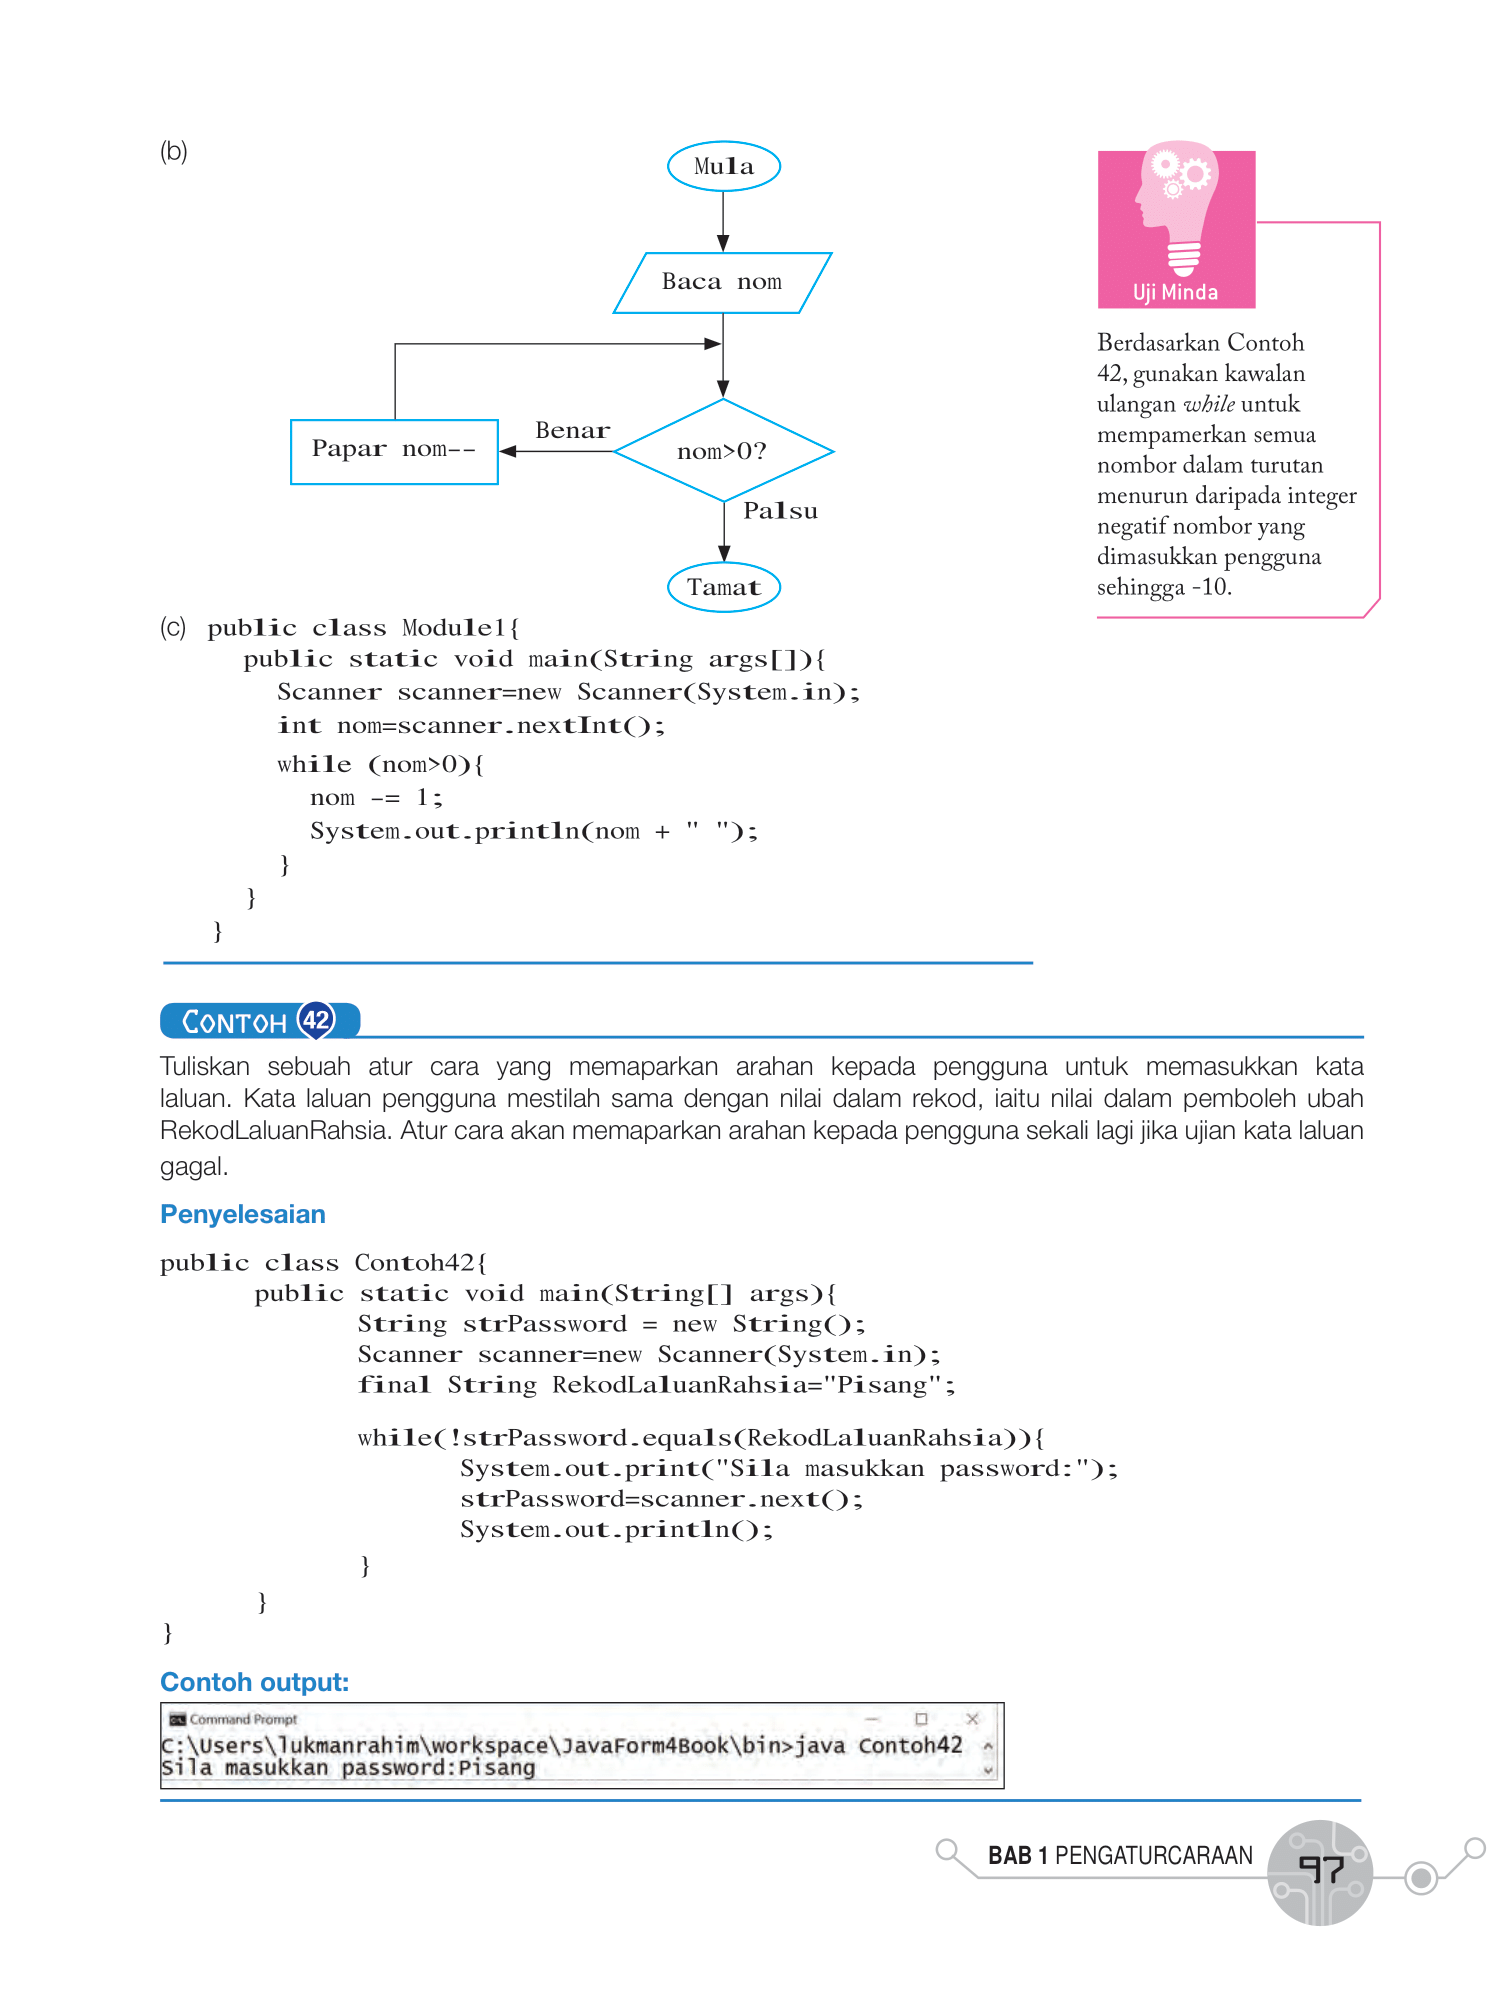 (b)
Mula
Baca nom
Benar
Papar nom--
nom>0?
Palsu
Tamat
Uji Minda
Berdasarkan Contoh
42, gunakan kawalan
ulangan while untuk
mempamerkan semua
nombor dalam turutan
menurun daripada integer
negatif nombor yang
dimasukkan pengguna
sehingga -10.
(c) public class Module1{
public static void main(String args[]){
Scanner scanner=new Scanner(System.in);
int nom=scanner.nextInt();
while (nom>0){
nom -= 1;
System.out.println(nom + " ");
}
}
}
CONTOH 42
Tuliskan sebuah atur cara yang memaparkan arahan kepada pengguna untuk memasukkan kata
laluan. Kata laluan pengguna mestilah sama dengan nilai dalam rekod, iaitu nilai dalam pemboleh ubah
RekodLaluanRahsia. Atur cara akan memaparkan arahan kepada pengguna sekali lagi jika ujian kata laluan
gagal.
Penyelesaian
public class Contoh42{
public static void main(String[] args){
String strPassword = new String();
Scanner scanner=new Scanner(System.in);
final String RekodLaluanRahsia="Pisang";
while(!strPassword.equals(RekodLaluanRahsia)){
System.out.print("Sila masukkan password:");
strPassword=scanner.next();
System.out.println();
}
}
}
Contoh output:
Command Prompt
C:\Users\lukmanrahim\workspace\JavaForm4Book\bin>java Contoh42
Sila masukkan password:Pisang
BAB 1 PENGATURCARAAN
97